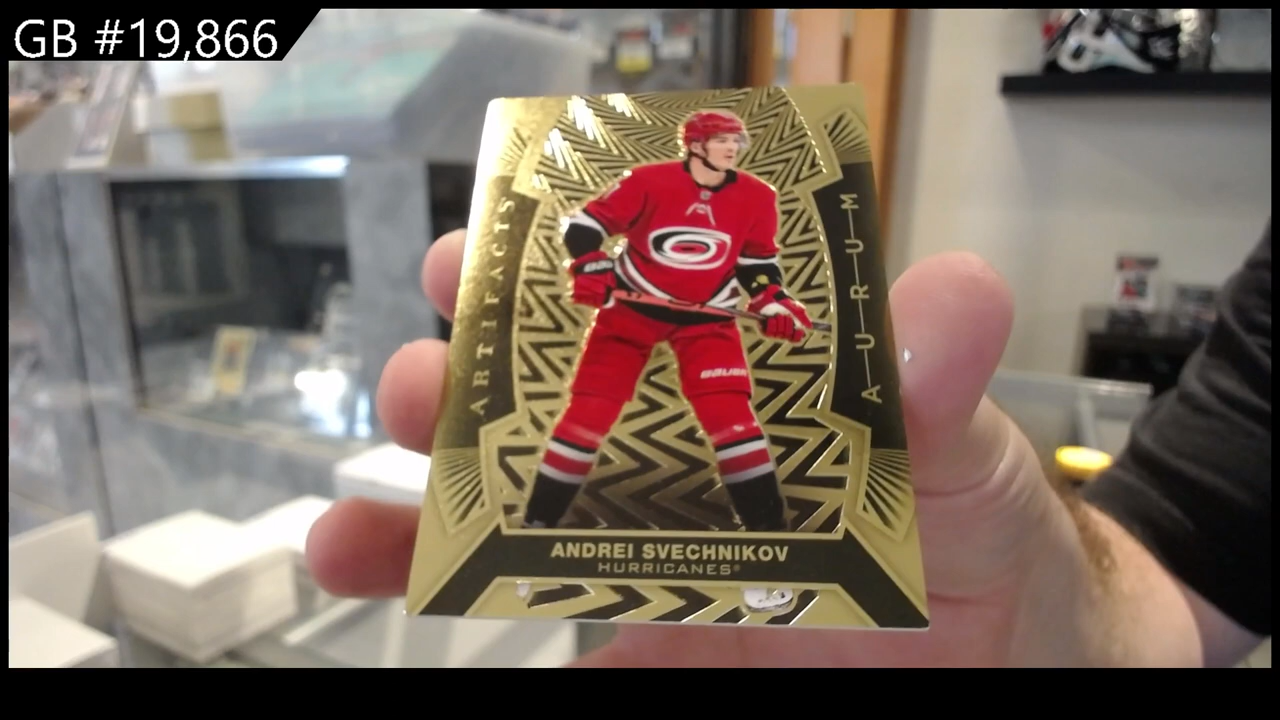 GB #19,866
ARTIFACTS
AURUM
BAUER
ANDREI SVECHNIKOV
HURRICANES®